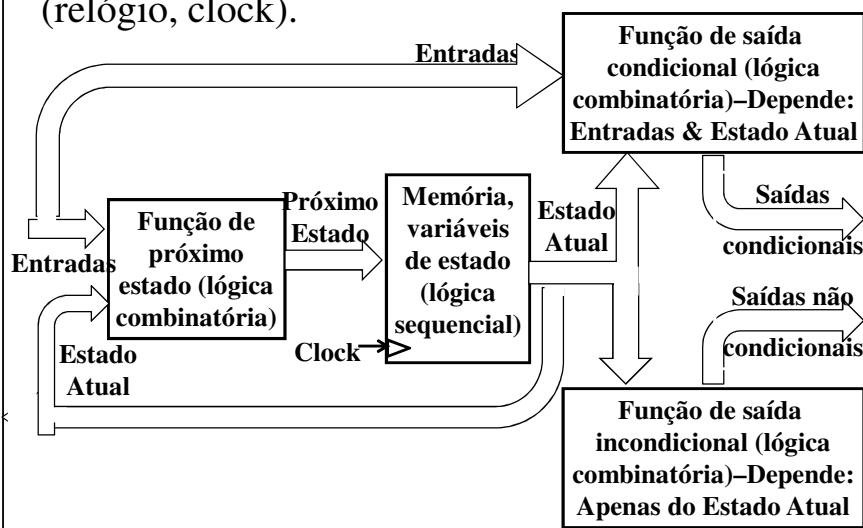 (relógio, clock).
Entradas
Função de saída
condicional (lógica
combinatória)–Depende:
Entradas & Estado Atual
Saídas
condicionais
Entradas
Função de
próximo
estado (lógica
combinatória)
Próximo
Estado
Memória,
variáveis
de estado
(lógica
sequencial)
Clock
Estado
Atual
Estado
Atual
Saídas não
condicionais
Função de saída
incondicional (lógica
combinatória)–Depende:
Apenas do Estado Atual